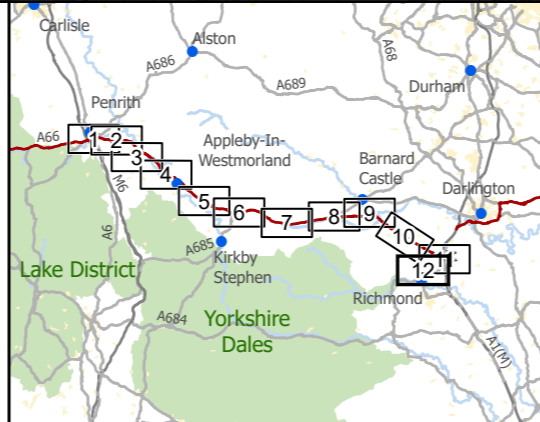 Carlisle
Alston
A686
A68
A689
Durham
Penrith
A66
1
2
3
4
Appleby-In-
Westmorland
Barnard
Castle
Darlington
M6
A6
5
6
7
8
9
10
12
A685
Kirkby
Stephen
Lake District
Richmond
A684
Yorkshire
Dales
A1(M)